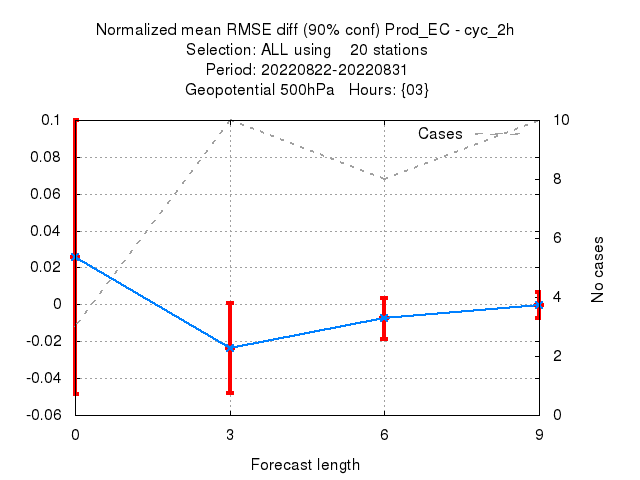 Normalized mean RMSE diff (90% conf) Prod_EC - cyc_2h
Selection: ALL using    20 stations
Period: 20220822-20220831
Geopotential 500hPa   Hours: {03}
Cases
0.1
0.08
0.06
0.04
0.02
0
-0.02
-0.04
-0.06
10
8
6
4
2
0
No cases
0 3 6 9
Forecast length